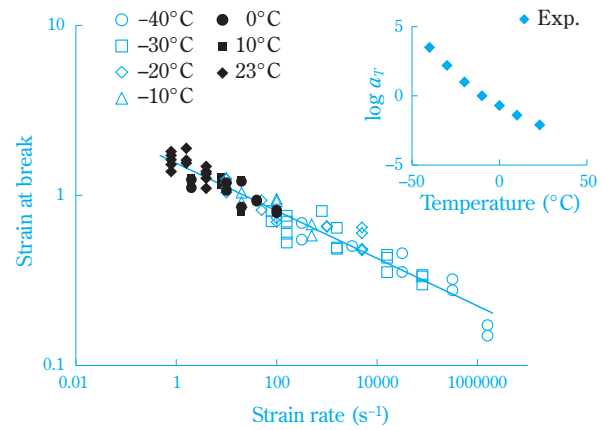 −40°C
−30°C
−20°C
−10°C
0°C
10°C
23°C
Exp.
log a_T
5
0
−5
−50
0
50
Temperature (°C)
Strain at break
10
1
0.1
0.01
1
100
10000
1000000
Strain rate (s⁻¹)